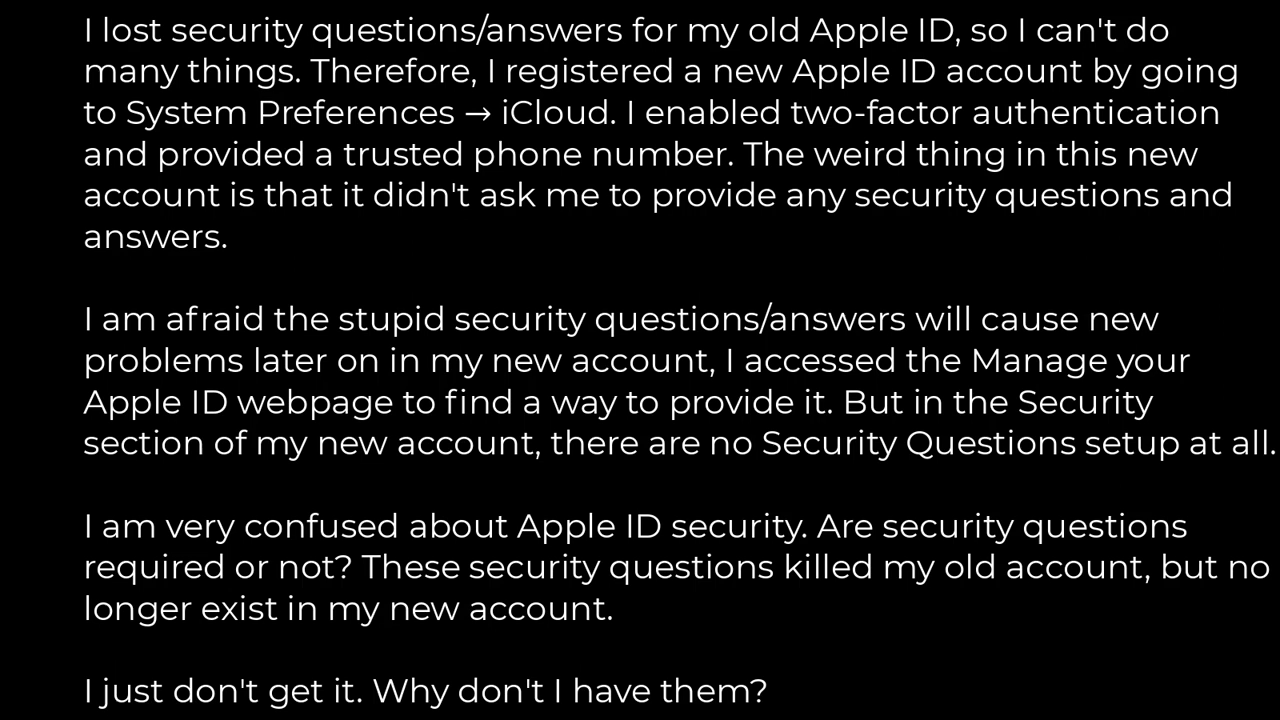 I lost security questions/answers for my old Apple ID, so I can't do
many things. Therefore, I registered a new Apple ID account by going
to System Preferences → iCloud. I enabled two-factor authentication
and provided a trusted phone number. The weird thing in this new
account is that it didn't ask me to provide any security questions and
answers.
I am afraid the stupid security questions/answers will cause new
problems later on in my new account, I accessed the Manage your
Apple ID webpage to find a way to provide it. But in the Security
section of my new account, there are no Security Questions setup at all.
I am very confused about Apple ID security. Are security questions
required or not? These security questions killed my old account, but no
longer exist in my new account.
I just don't get it. Why don't I have them?